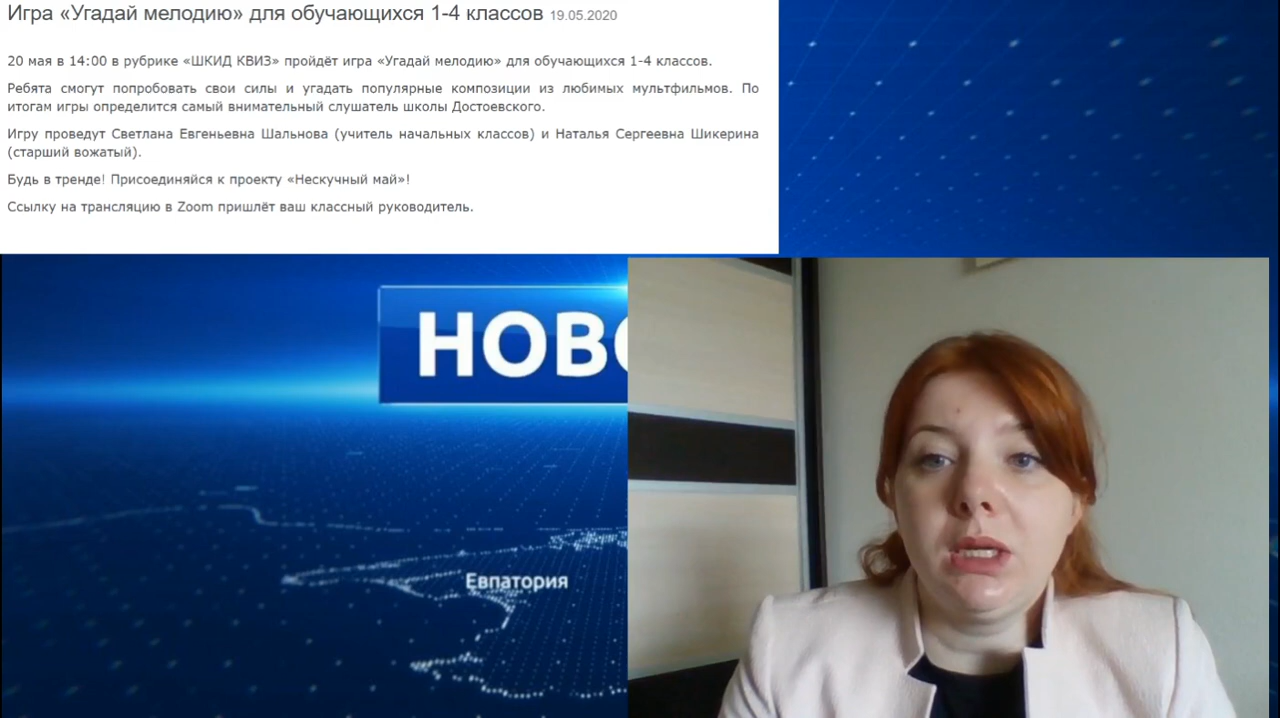 Игра «Угадай мелодию» для обучающихся 1-4 классов 19.05.2020
20 мая в 14:00 в рубрике «ШКИД КВИЗ» пройдёт игра «Угадай мелодию» для обучающихся 1-4 классов.
Ребята смогут попробовать свои силы и угадать популярные композиции из любимых мультфильмов. По
итогам игры определится самый внимательный слушатель школы Достоевского.
Игру проведут Светлана Евгеньевна Шальнова (учитель начальных классов) и Наталья Сергеевна Шикерина
(старший вожатый).
Будь в тренде! Присоединяйся к проекту «Нескучный май»!
Ссылку на трансляцию в Zoom пришлёт ваш классный руководитель.
НОВО
Евпатория